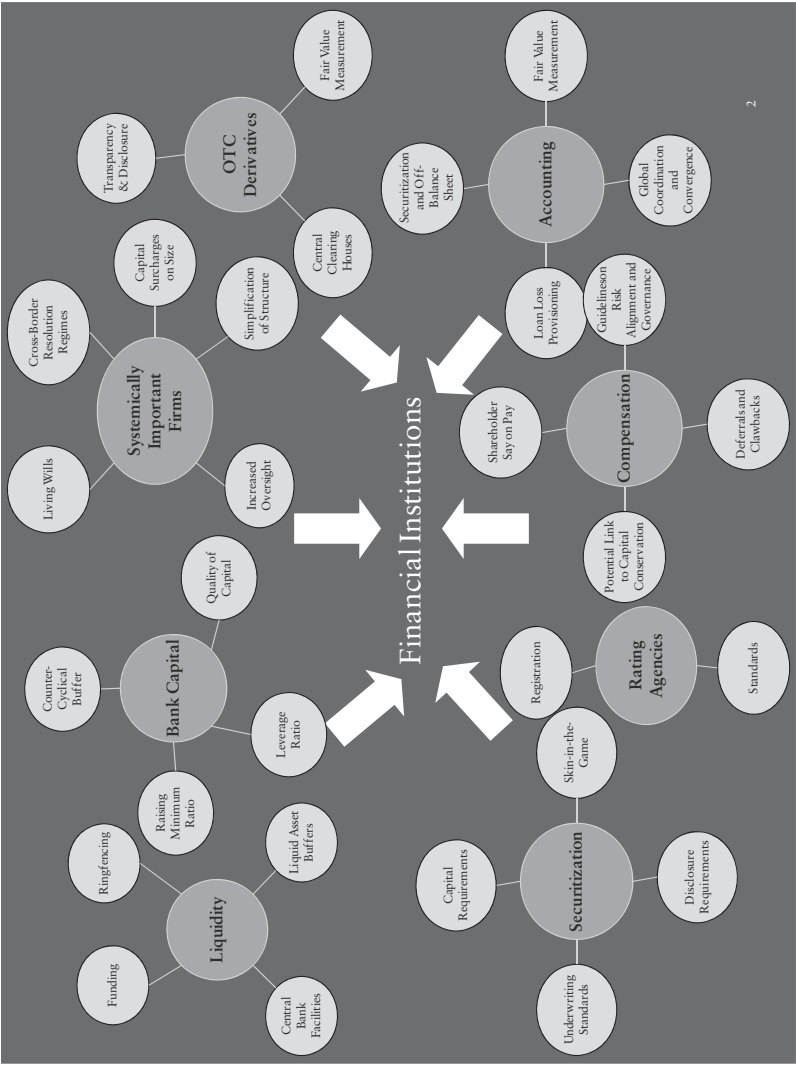 Funding
Ringfencing
Liquidity
Central
Bank
Facilities
Liquid Asset
Buffers
Counter-
Cyclical
Buffer
Raising
Minimum
Ratio
Bank Capital
Quality of
Capital
Leverage
Ratio
Living Wills
Cross-Border
Resolution
Regimes
Systemically
Important
Firms
Capital
Surcharges
on Size
Increased
Oversight
Simplification
of Structure
Transparency
& Disclosure
OTC
Derivatives
Central
Clearing
Houses
Fair Value
Measurement
Financial Institutions
Capital
Requirements
Underwriting
Standards
Securitization
Skin-in-the-
Game
Disclosure
Requirements
Registration
Rating
Agencies
Standards
Shareholder
Say on Pay
Potential Link
to Capital
Conservation
Compensation
Guidelineson
Risk
Alignment and
Governance
Deferrals and
Clawbacks
Securitization
and Off-
Balance
Sheet
Loan Loss
Provisioning
Accounting
Fair Value
Measurement
Global
Coordination
and
Convergence
2